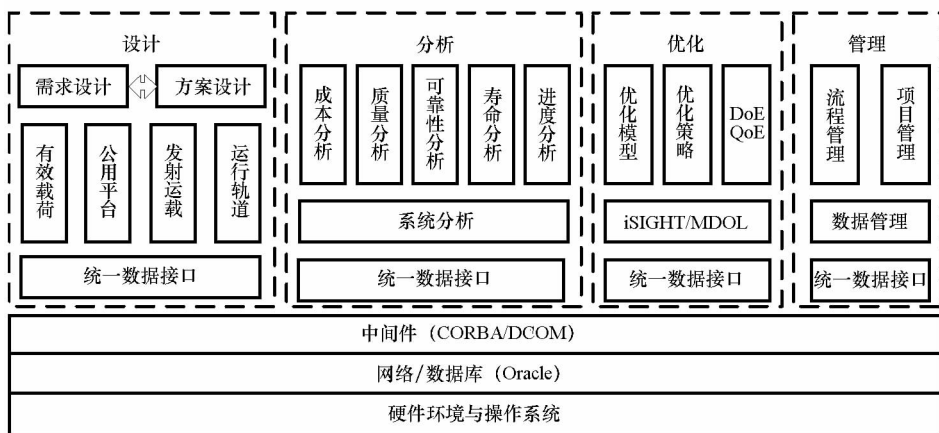 设计
需求设计
方案设计
有效载荷
公用平台
发射运载
运行轨道
统一数据接口
分析
成本分析
质量分析
可靠性分析
寿命分析
进度分析
系统分析
统一数据接口
优化
优化模型
优化策略
DoE
QoE
iSIGHT/MDOL
统一数据接口
管理
流程管理
项目管理
数据管理
统一数据接口
中间件（CORBA/DCOM）
网络/数据库（Oracle）
硬件环境与操作系统